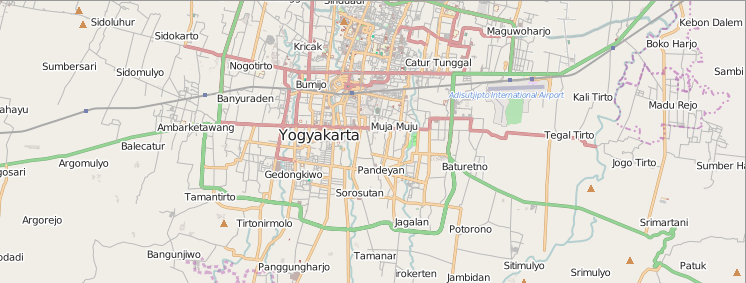 Sinduadi
Sidoluhur
Kebon Dalem
Maguwoharjo
Sidokarto
Kricak
Boko Harjo
Catur Tunggal
Nogotirto
Sumbersari
Sidomulyo
Sambi
Bumijo
Adisutjipto International Airport
Kali Tirto
Banyuraden
Madu Rejo
ahayu
Ambarketawang
Muja Muju
Yogyakarta
Tegal Tirto
Balecatur
Argomulyo
Jogo Tirto
Sumber Ha
Baturetno
gosari
Pandeyan
Gedongkiwo
Sorosutan
Tamantirto
Argorejo
Tirtonirmolo
Jagalan
Srimartani
Potorono
Bangunjiwo
Tamanar
odadi
Panggungharjo
Sitimulyo
Patuk
irokerten
Srimulyo
Jambidan